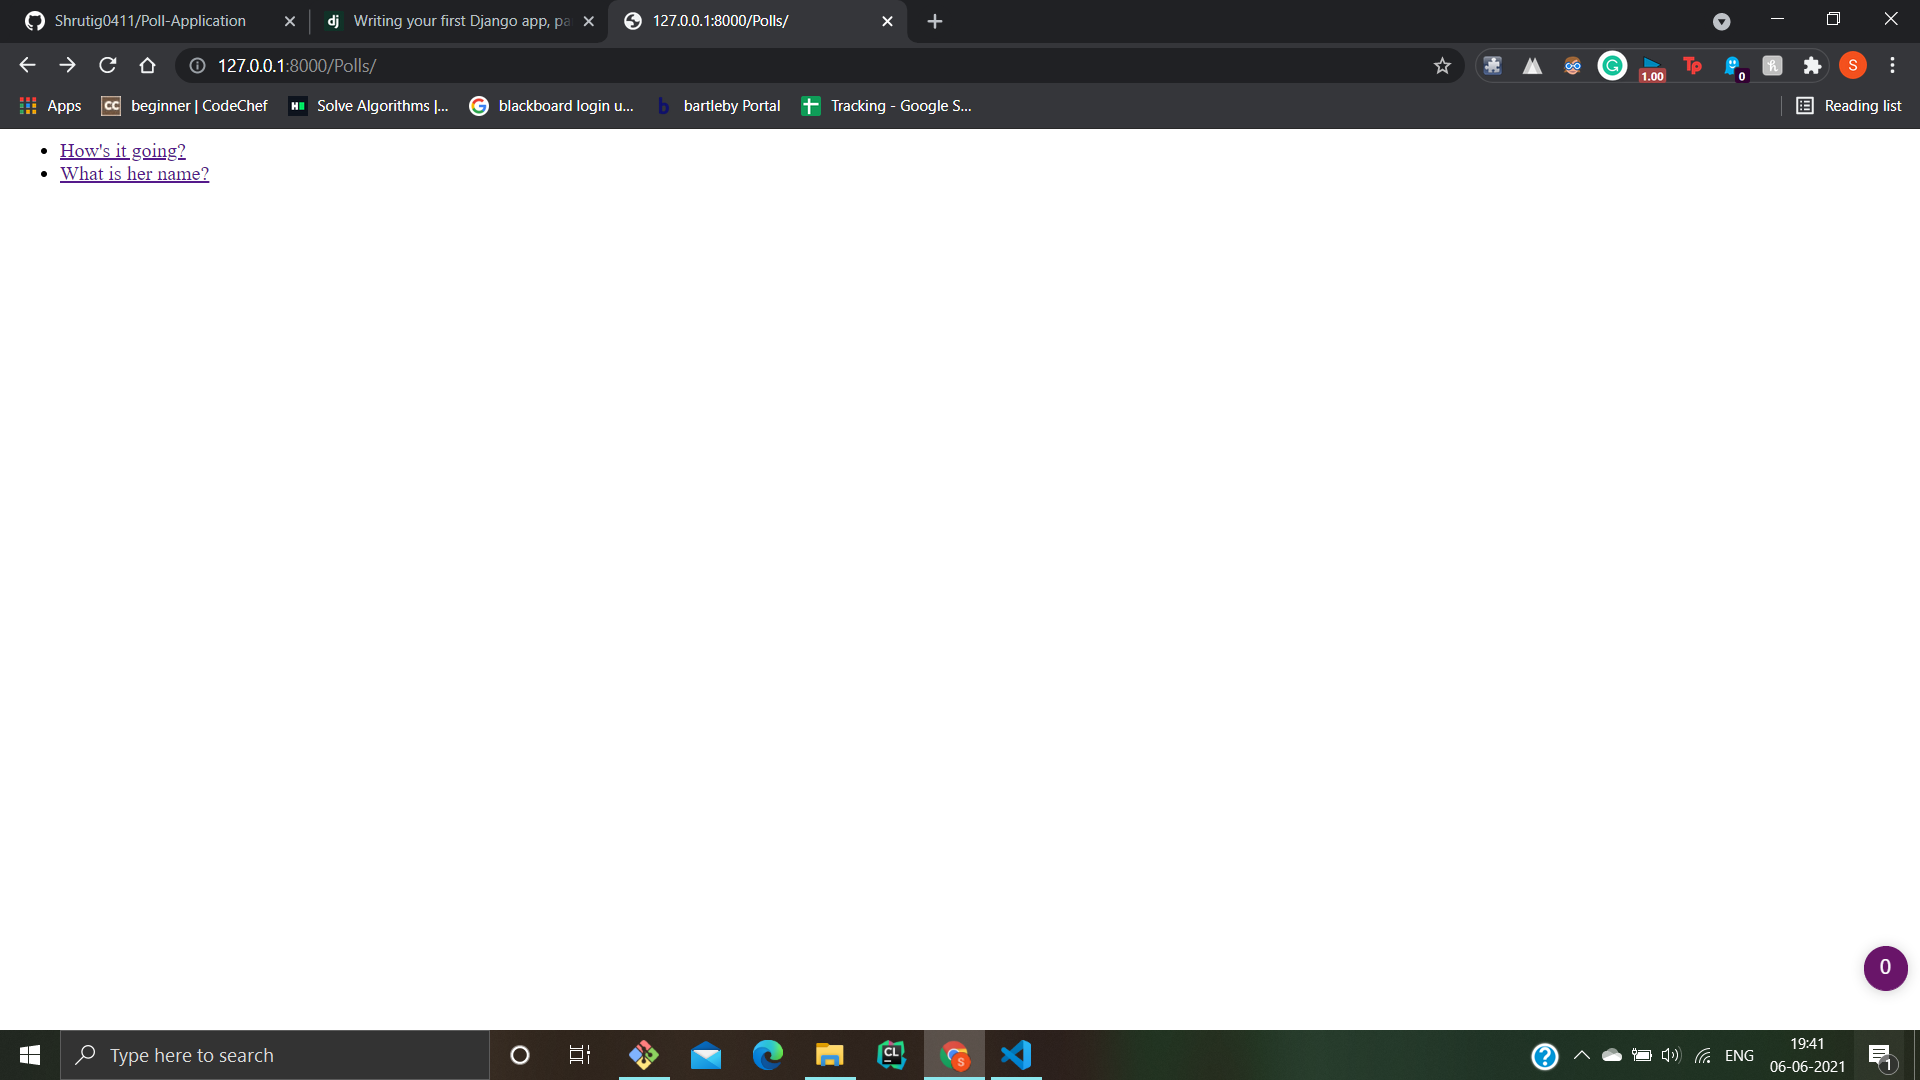 Shrutig0411/Poll-Application
dj Writing your first Django app, pa
127.0.0.1:8000/Polls/
127.0.0.1:8000/Polls/
G
1.00
Tp
0
h
S
Apps
CC beginner | CodeChef
H Solve Algorithms |...
G blackboard login u...
b bartleby Portal
Tracking - Google S...
Reading list
How's it going?
What is her name?
0
Type here to search
CL
S
?
ENG
19:41
06-06-2021
1